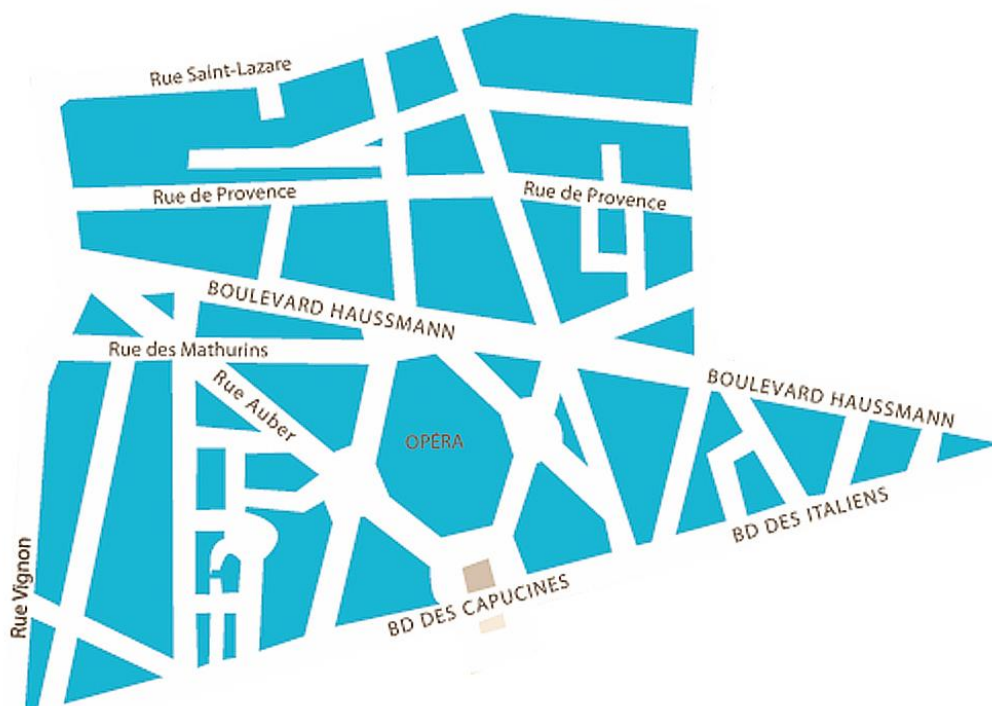 Rue Saint-Lazare
Rue de Provence
Rue de Provence
BOULEVARD HAUSSMANN
Rue des Mathurins
Rue Auber
BOULEVARD HAUSSMANN
OPÉRA
BD DES ITALIENS
Rue Vignon
BD DES CAPUCINES